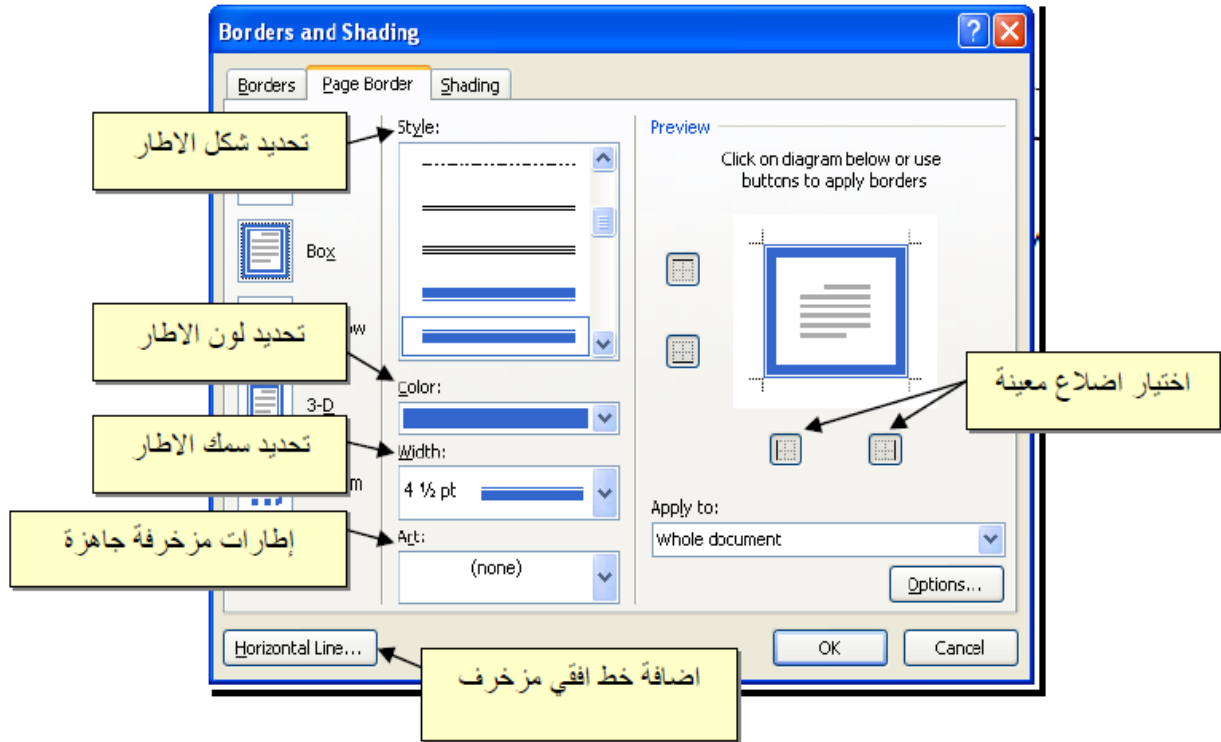 Borders and Shading
Borders
Page Border
Shading
تحديد شكل الاطار
Style:
Preview
Click on diagram below or use
buttons to apply borders
Box
تحديد لون الاطار
ow
Color:
3-D
اختيار اضلاع معينة
تحديد سمك الاطار
Width:
m
4 ½ pt
Apply to:
إطارات مزخرفة جاهزة
Art:
Whole document
(none)
Options...
Horizontal Line...
OK
Cancel
اضافة خط افقي مزخرف